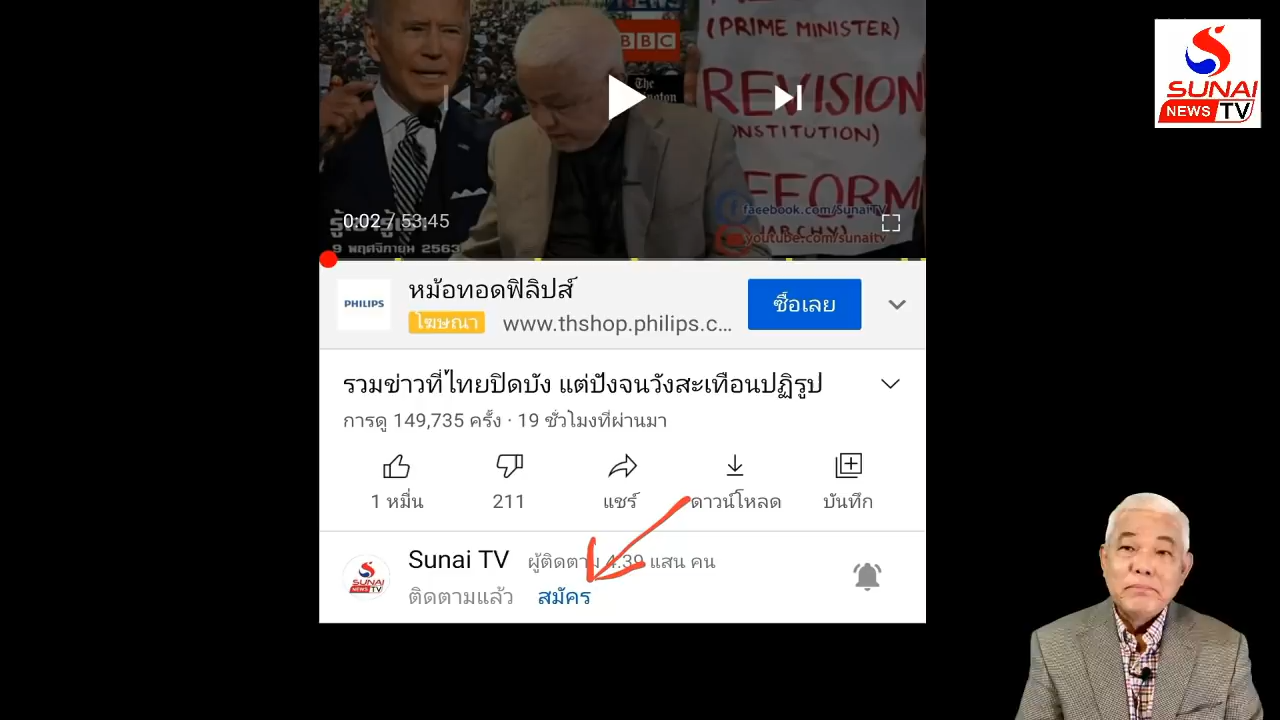 (PRIME MINISTER)
BBC
The
REVISION
ONSTITUTION)
REFORM
facebook.com/SunaiTV
youtube.com/sunaitv
0:02 / 53:45
9 พฤศจิกายน 2563
PHILIPS
หม้อทอดฟิลิปส์
โฆษณา
www.thshop.philips.c...
ซื้อเลย
รวมข่าวที่ไทยปิดบัง แต่ปังจนวังสะเทือนปฏิรูป
การดู 149,735 ครั้ง · 19 ชั่วโมงที่ผ่านมา
1 หมื่น
211
แชร์
ดาวน์โหลด
บันทึก
Sunai TV
ผู้ติดตาม 4.39 แสน คน
ติดตามแล้ว
สมัคร
SUNAI
NEWS TV
SUNAI
NEWS TV